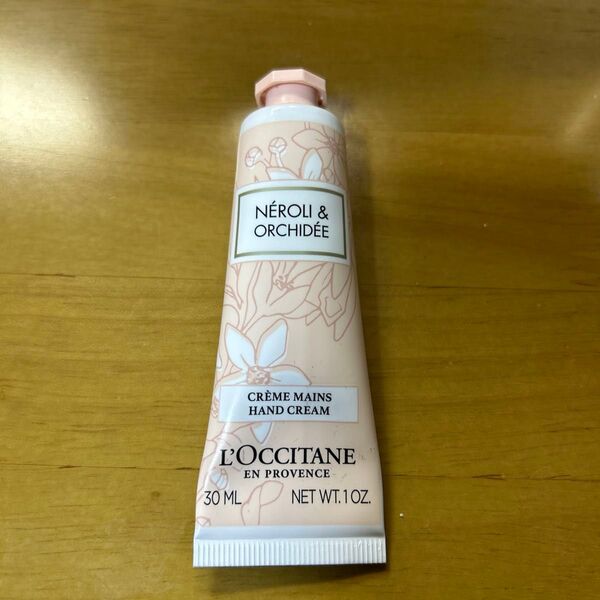 NÉROLI &
ORCHIDÉE
CRÈME MAINS
HAND CREAM
L'OCCITANE
EN PROVENCE
30 ML NET WT. 1 OZ.